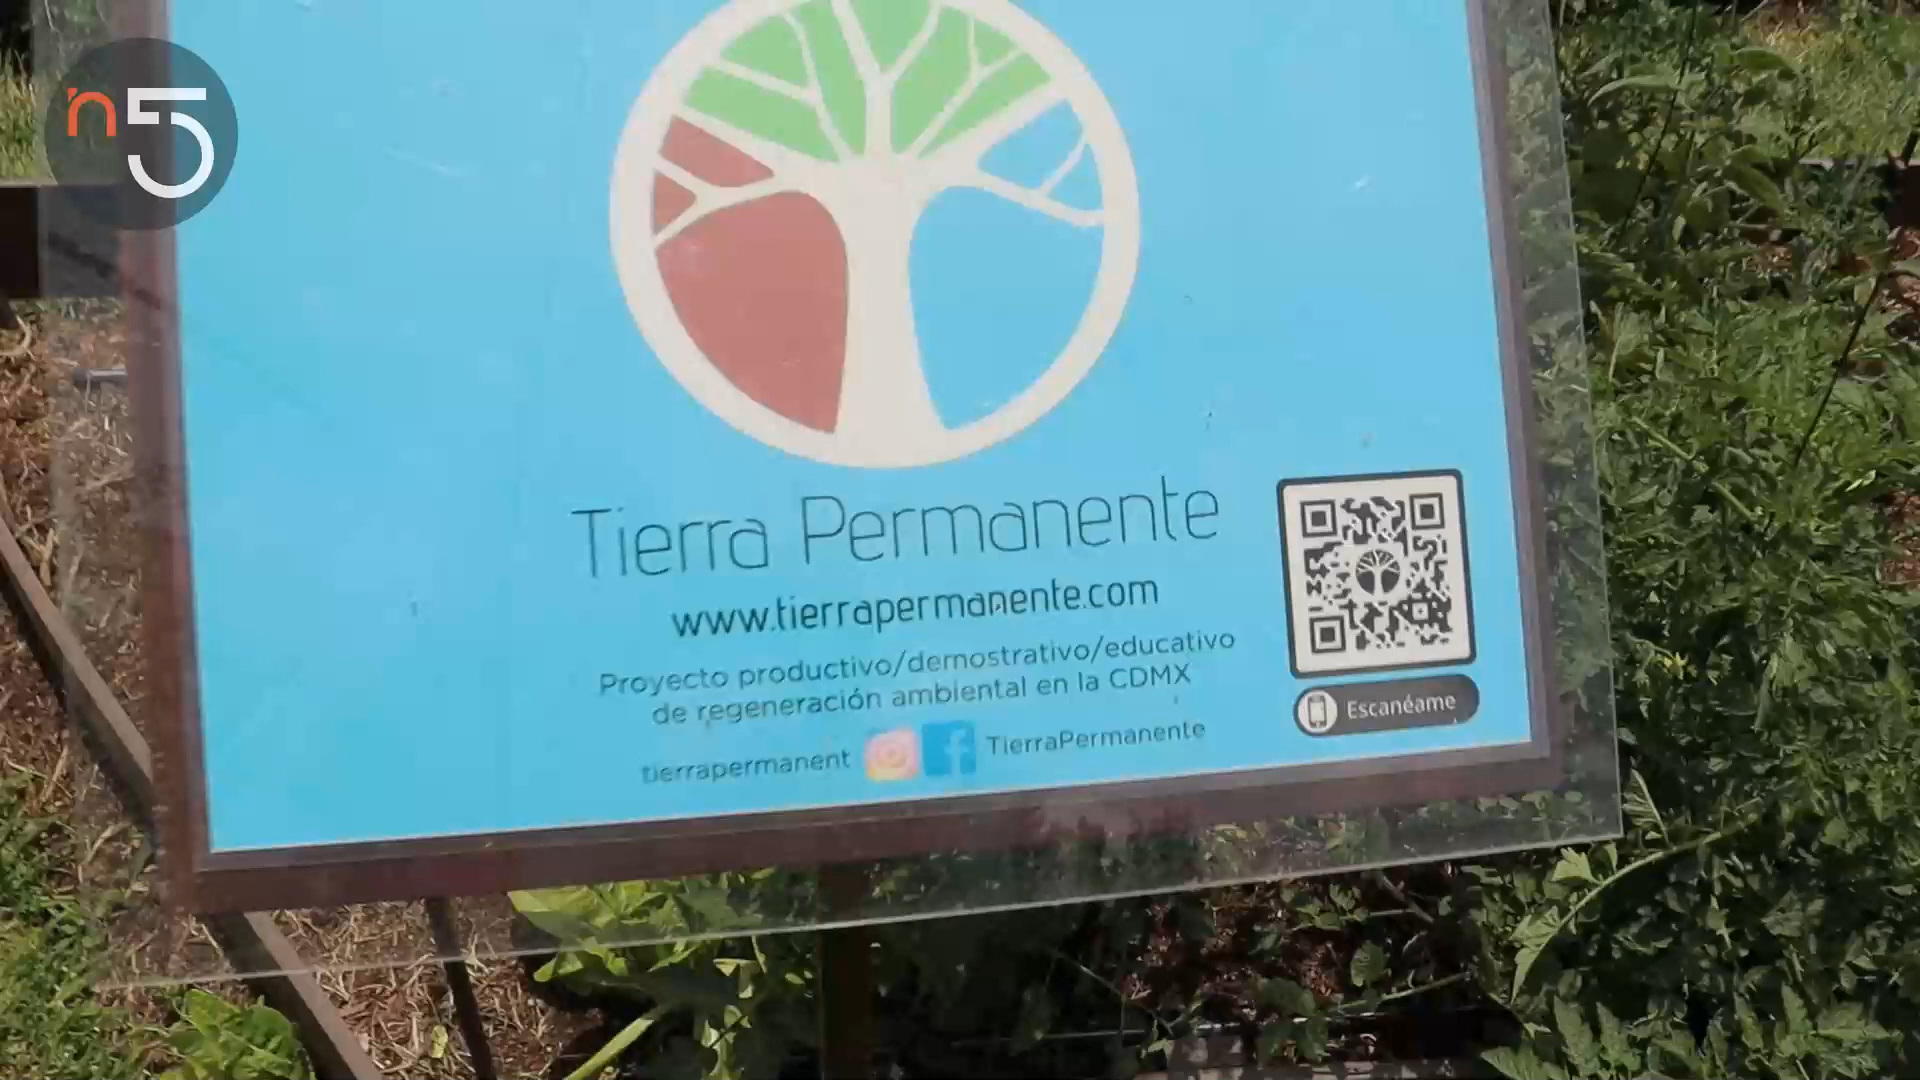 n5
Tierra Permanente
www.tierrapermanente.com
Proyecto productivo/demostrativo/educativo
de regeneración ambiental en la CDMX
tierrapermanent TierraPermanente
Escanéame